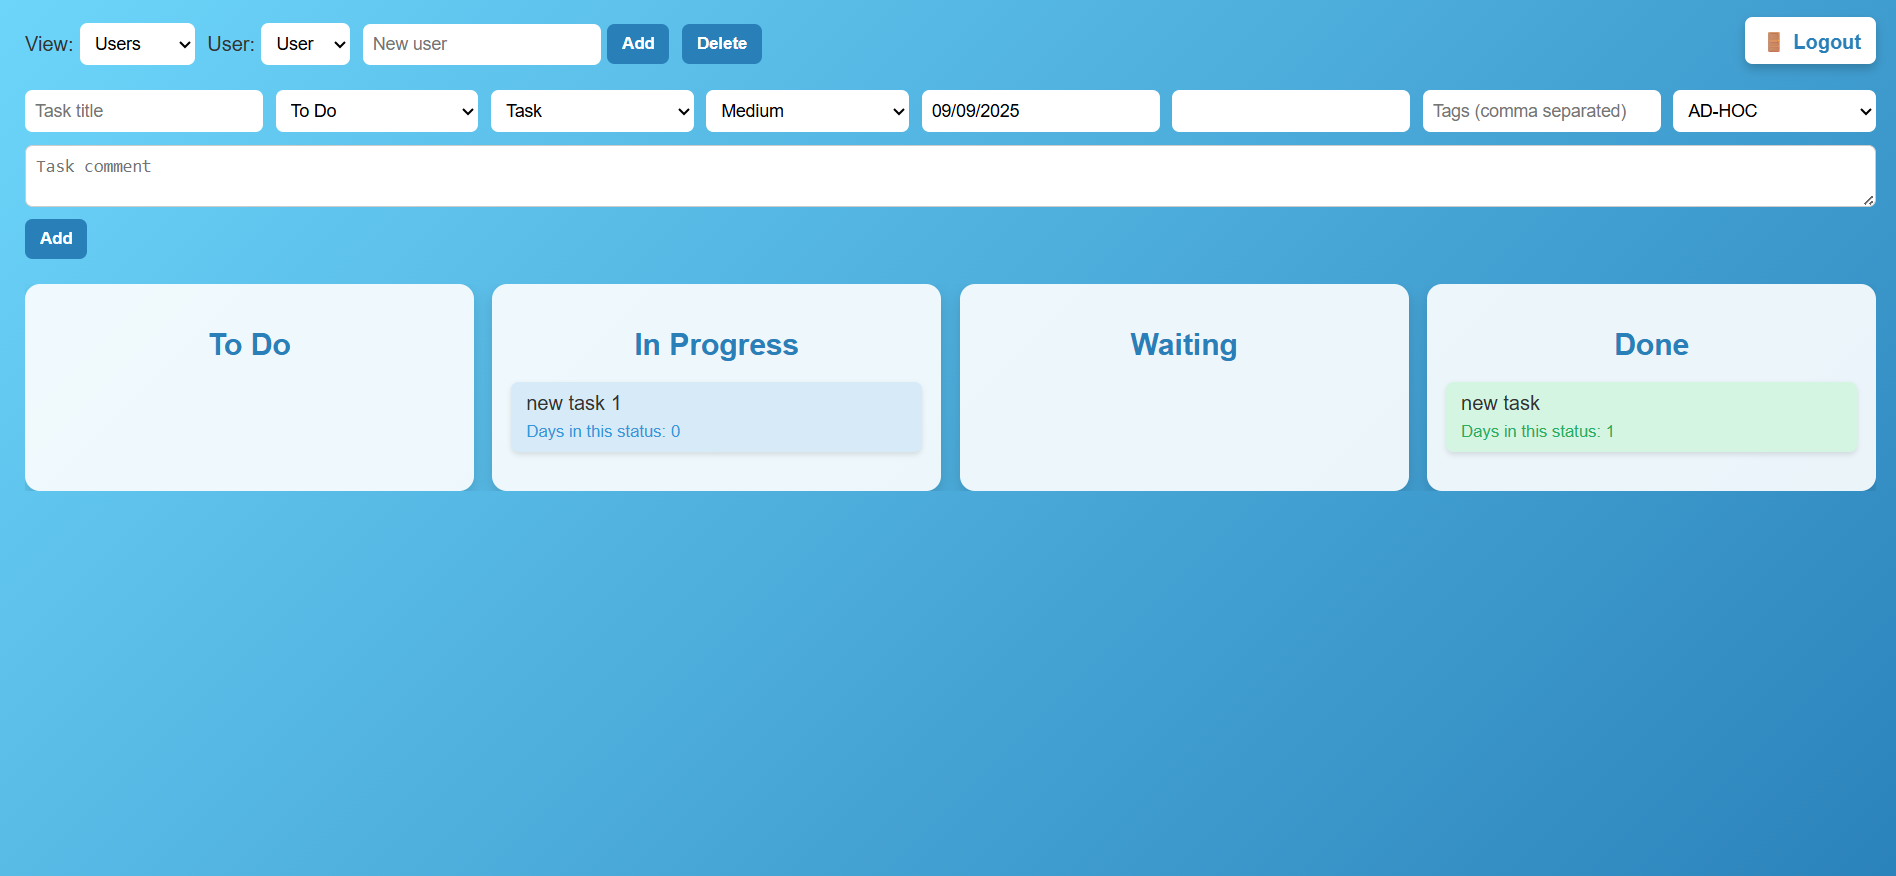 View: Users User: User New user Add Delete Logout
Task title To Do Task Medium 09/09/2025 Tags (comma separated) AD-HOC
Task comment
Add
To Do In Progress Waiting Done
new task 1 new task
Days in this status: 0 Days in this status: 1